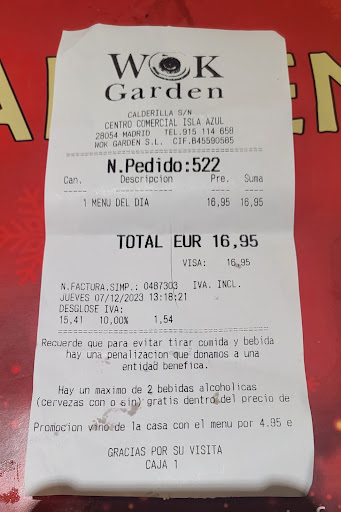 WOK
Garden
CALDERILLA S/N
CENTRO COMERCIAL ISLA AZUL
28054 MADRID TEL.915 114 658
WOK GARDEN S.L. CIF.B45590565
N.Pedido:522
Can. Descripcion Pre. Suma
1 MENU DEL DIA 16,95 16,95
TOTAL EUR 16,95
VISA: 16,95
N.FACTURA.SIMP.: 0487303 IVA. INCL.
JUEVES 07/12/2023 13:18:21
DESGLOSE IVA:
15,41 10,00% 1,54
Recuerde que para evitar tirar comida y bebida
hay una penalizacion que donamos a una
entidad benefica.
Hay un maximo de 2 bebidas alcoholicas
(cervezas con o sin) gratis dentro del precio de
Promocion vino de la casa con el menu por 4.95 e
GRACIAS POR SU VISITA
CAJA 1